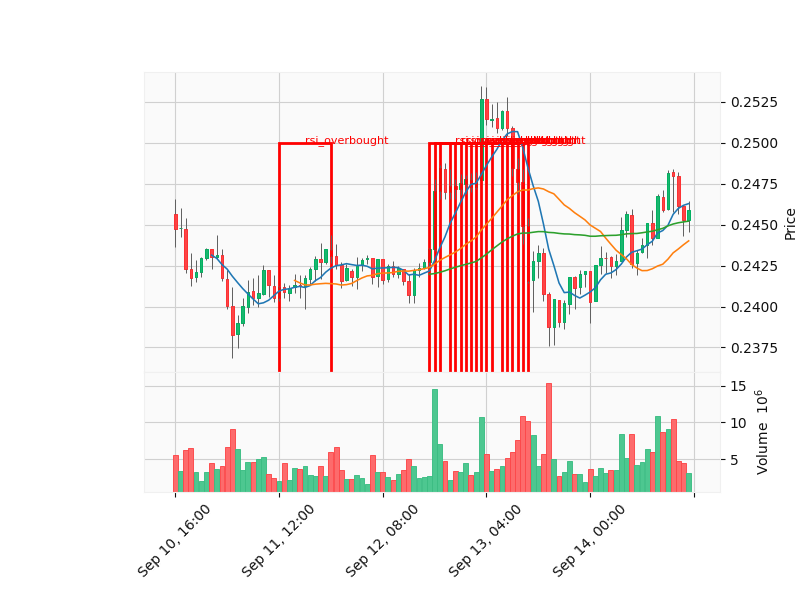 rsi_overbought
0.2525
0.2500
0.2475
0.2450
0.2425
0.2400
0.2375
Price
15
10
5
Volume 10⁶
Sep 10, 16:00
Sep 11, 12:00
Sep 12, 08:00
Sep 13, 04:00
Sep 14, 00:00